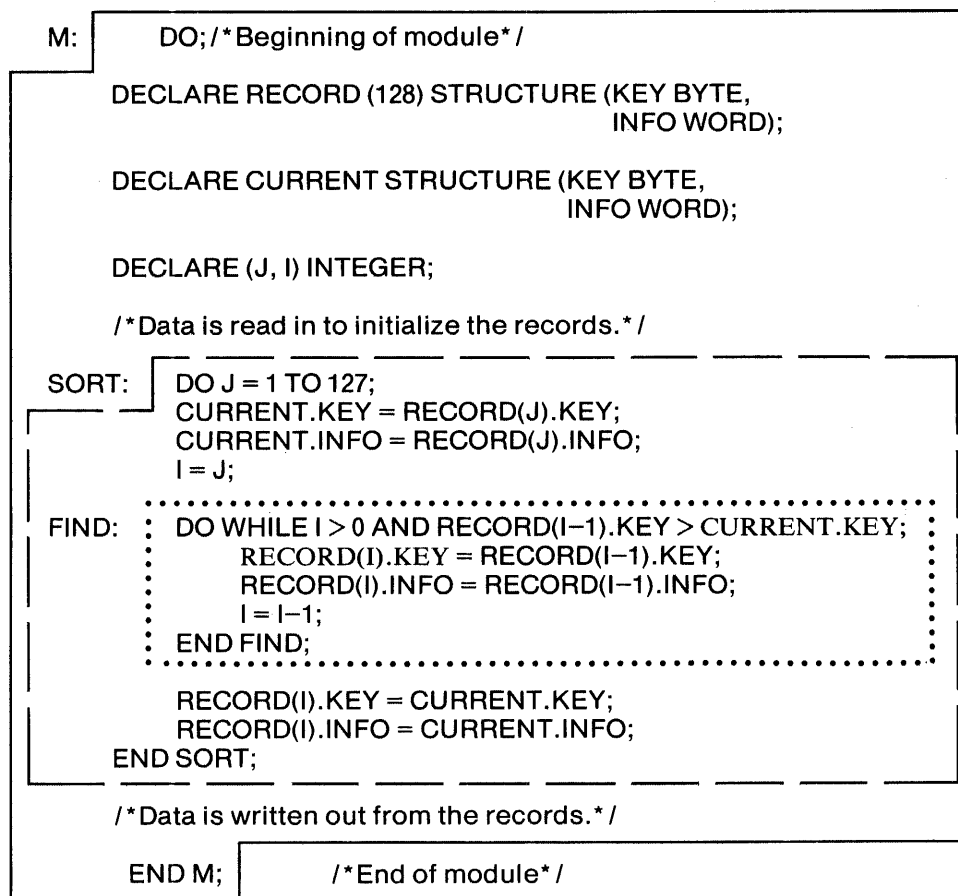 M: DO;/*Beginning of module*/
DECLARE RECORD (128) STRUCTURE (KEY BYTE,
INFO WORD);
DECLARE CURRENT STRUCTURE (KEY BYTE,
INFO WORD);
DECLARE (J, I) INTEGER;
/*Data is read in to initialize the records.*/
SORT: DO J = 1 TO 127;
CURRENT.KEY = RECORD(J).KEY;
CURRENT.INFO = RECORD(J).INFO;
I = J;
FIND: DO WHILE I > 0 AND RECORD(I–1).KEY > CURRENT.KEY;
RECORD(I).KEY = RECORD(I–1).KEY;
RECORD(I).INFO = RECORD(I–1).INFO;
I = I–1;
END FIND;
RECORD(I).KEY = CURRENT.KEY;
RECORD(I).INFO = CURRENT.INFO;
END SORT;
/*Data is written out from the records.*/
END M; /*End of module*/